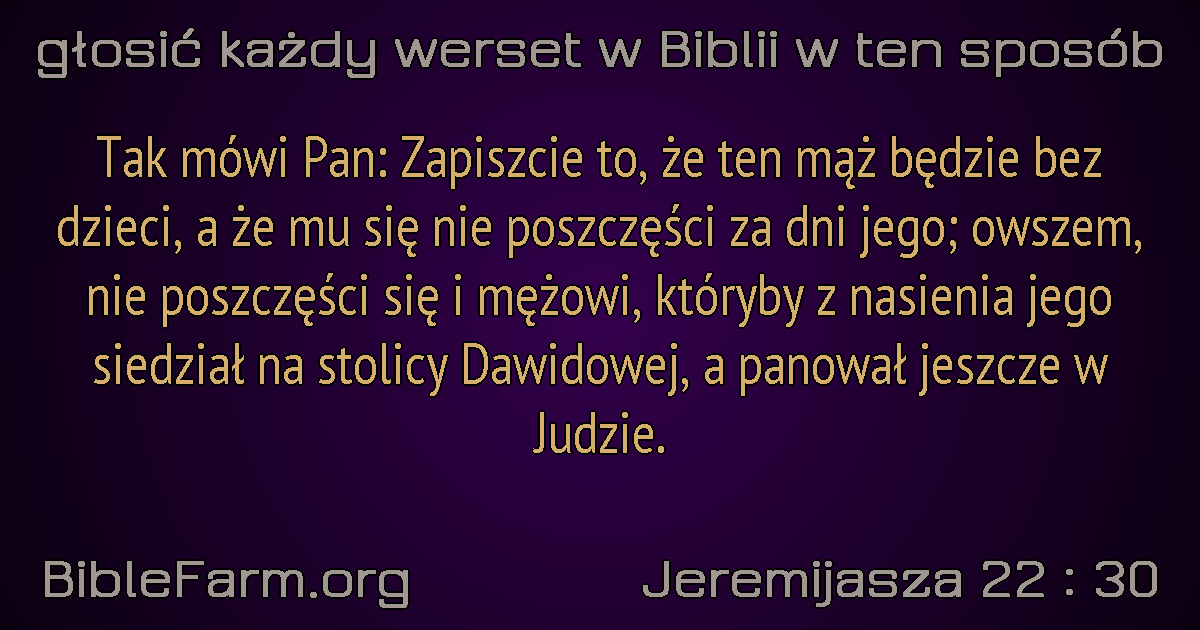 głosić każdy werset w Biblii w ten sposób
Tak mówi Pan: Zapiszcie to, że ten mąż będzie bez
dzieci, a że mu się nie poszczęści za dni jego; owszem,
nie poszczęści się i mężowi, któryby z nasienia jego
siedział na stolicy Dawidowej, a panował jeszcze w
Judzie.
BibleFarm.org
Jeremijasza 22 : 30